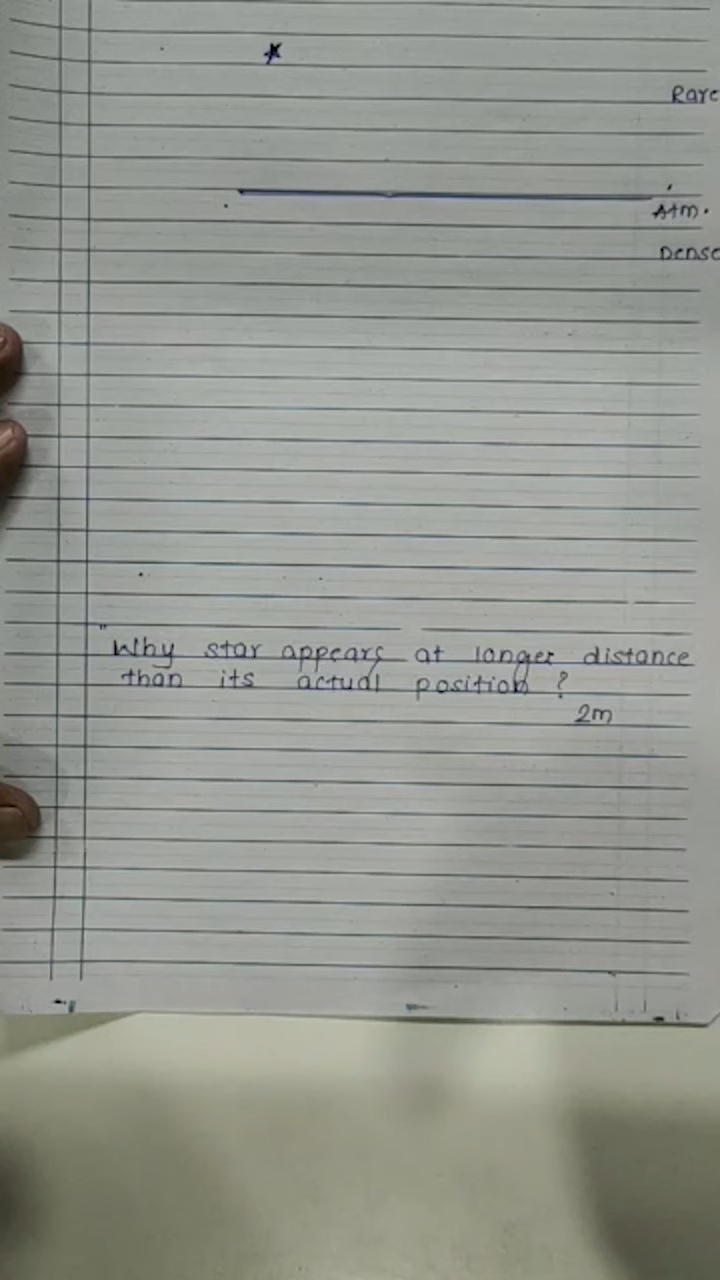 Rare
Atm.
Dense
"Why star appears at longer distance
than its actual position ?
2m